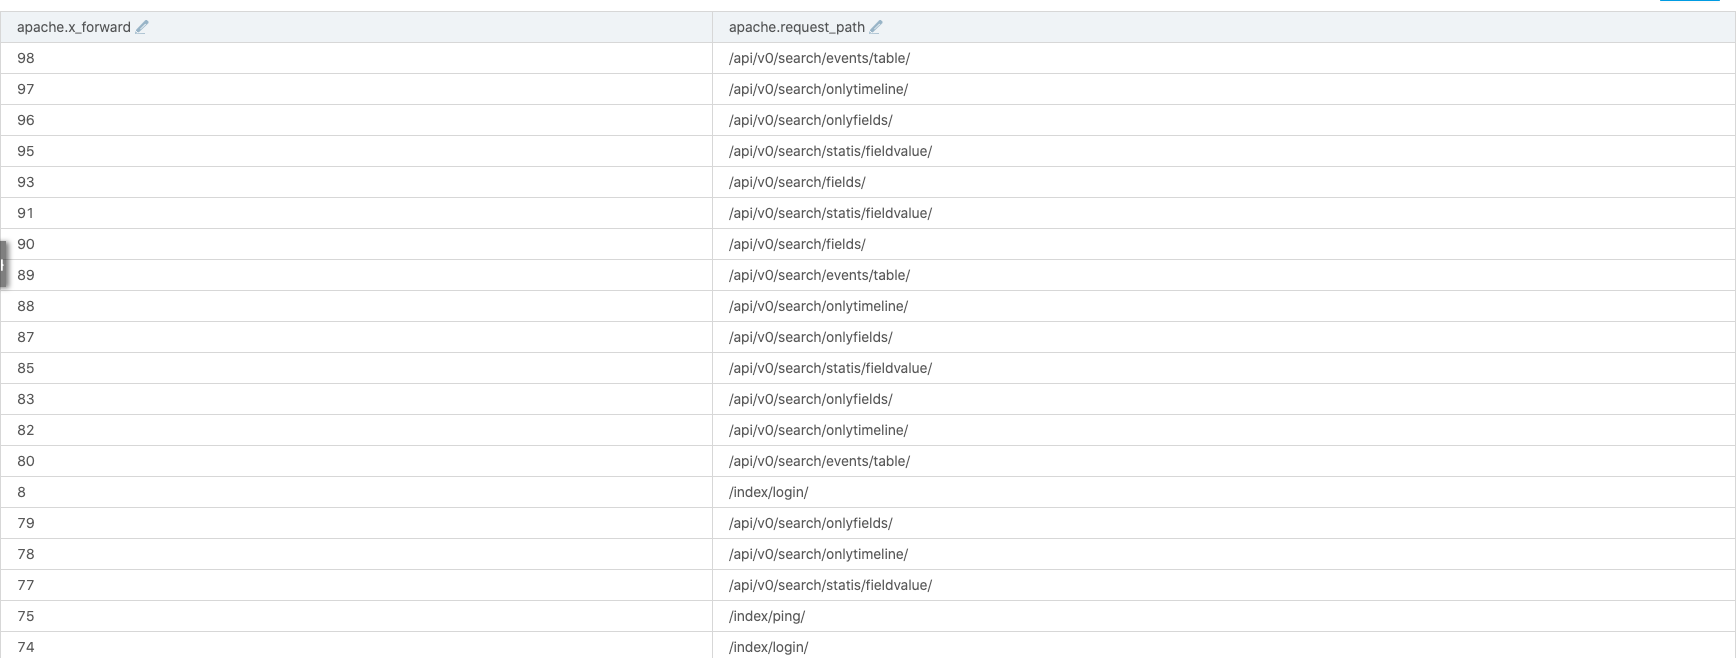 apache.x_forward apache.request_path
98 /api/v0/search/events/table/
97 /api/v0/search/onlytimeline/
96 /api/v0/search/onlyfields/
95 /api/v0/search/statis/fieldvalue/
93 /api/v0/search/fields/
91 /api/v0/search/statis/fieldvalue/
90 /api/v0/search/fields/
89 /api/v0/search/events/table/
88 /api/v0/search/onlytimeline/
87 /api/v0/search/onlyfields/
85 /api/v0/search/statis/fieldvalue/
83 /api/v0/search/onlyfields/
82 /api/v0/search/onlytimeline/
80 /api/v0/search/events/table/
8 /index/login/
79 /api/v0/search/onlyfields/
78 /api/v0/search/onlytimeline/
77 /api/v0/search/statis/fieldvalue/
75 /index/ping/
74 /index/login/